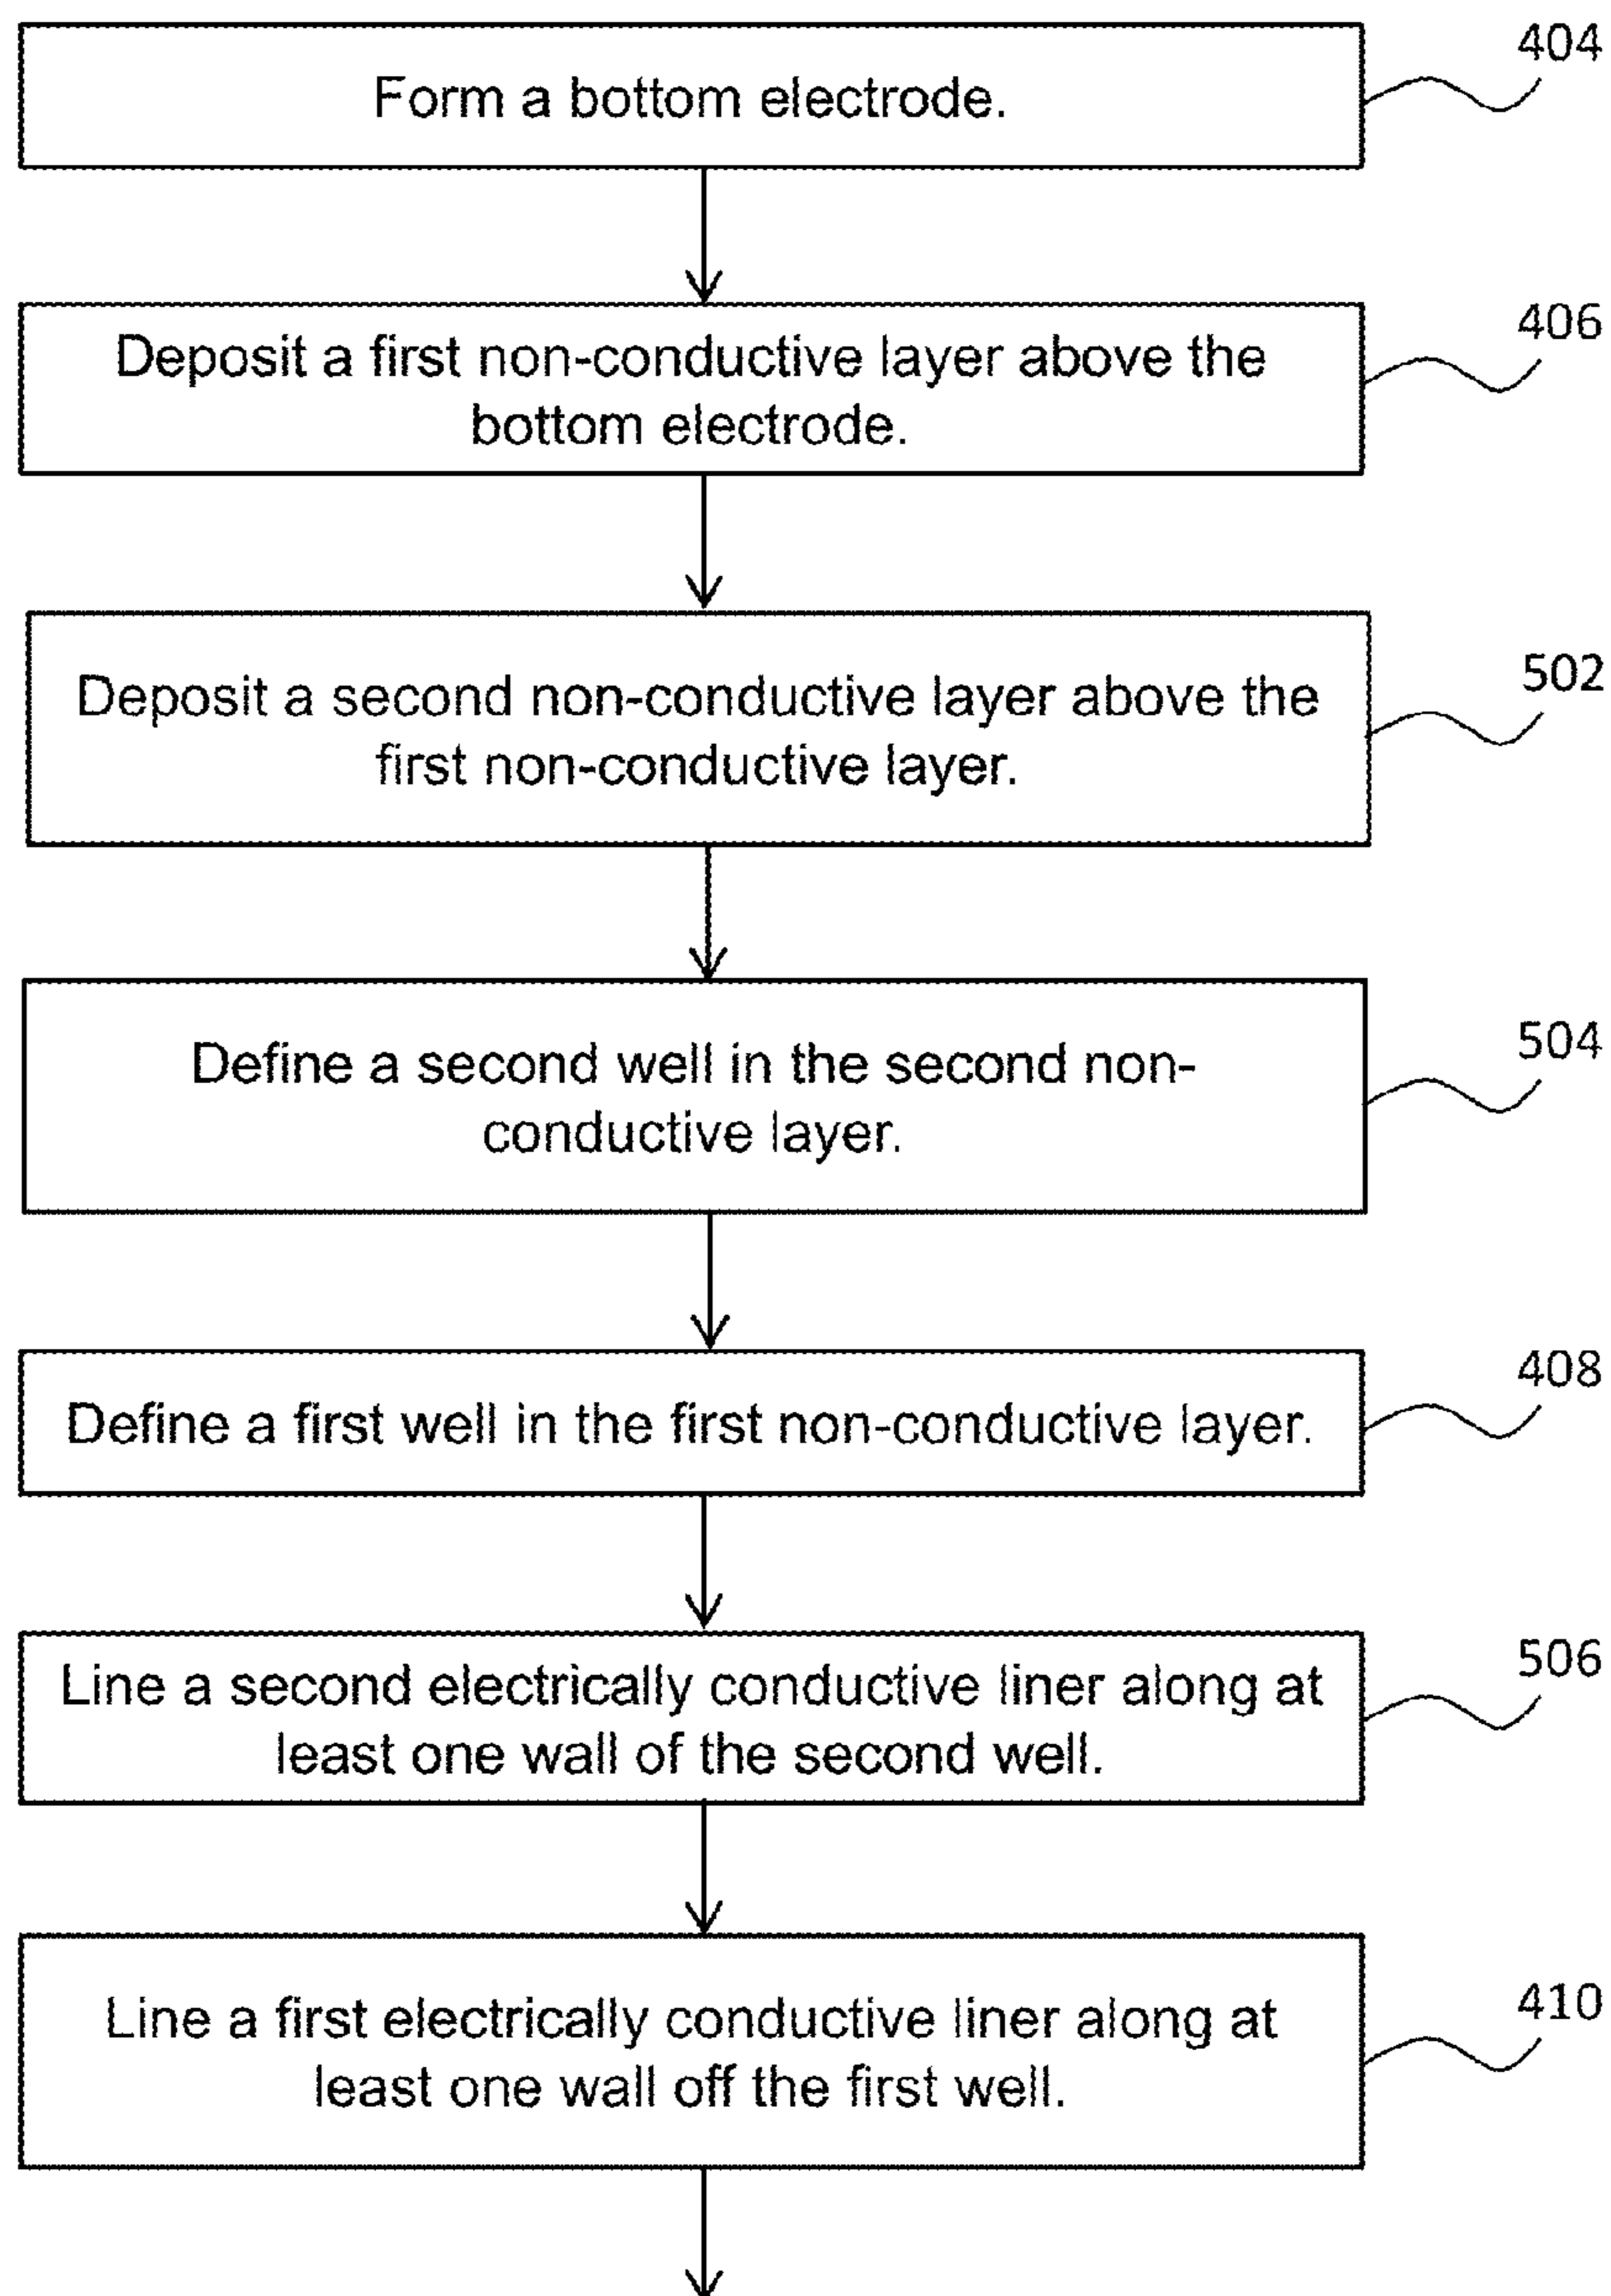 404
Form a bottom electrode.
406
Deposit a first non-conductive layer above the
bottom electrode.
502
Deposit a second non-conductive layer above the
first non-conductive layer.
504
Define a second well in the second non-
conductive layer.
408
Define a first well in the first non-conductive layer.
506
Line a second electrically conductive liner along at
least one wall of the second well.
410
Line a first electrically conductive liner along at
least one wall off the first well.